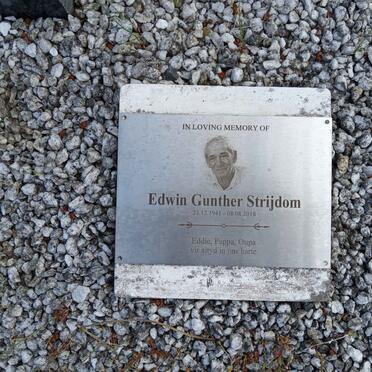 IN LOVING MEMORY OF
Edwin Gunther Strijdom
23.12.1941 - 08.08.2018
Eddie, Pappa, Oupa
vir altyd in ons harte